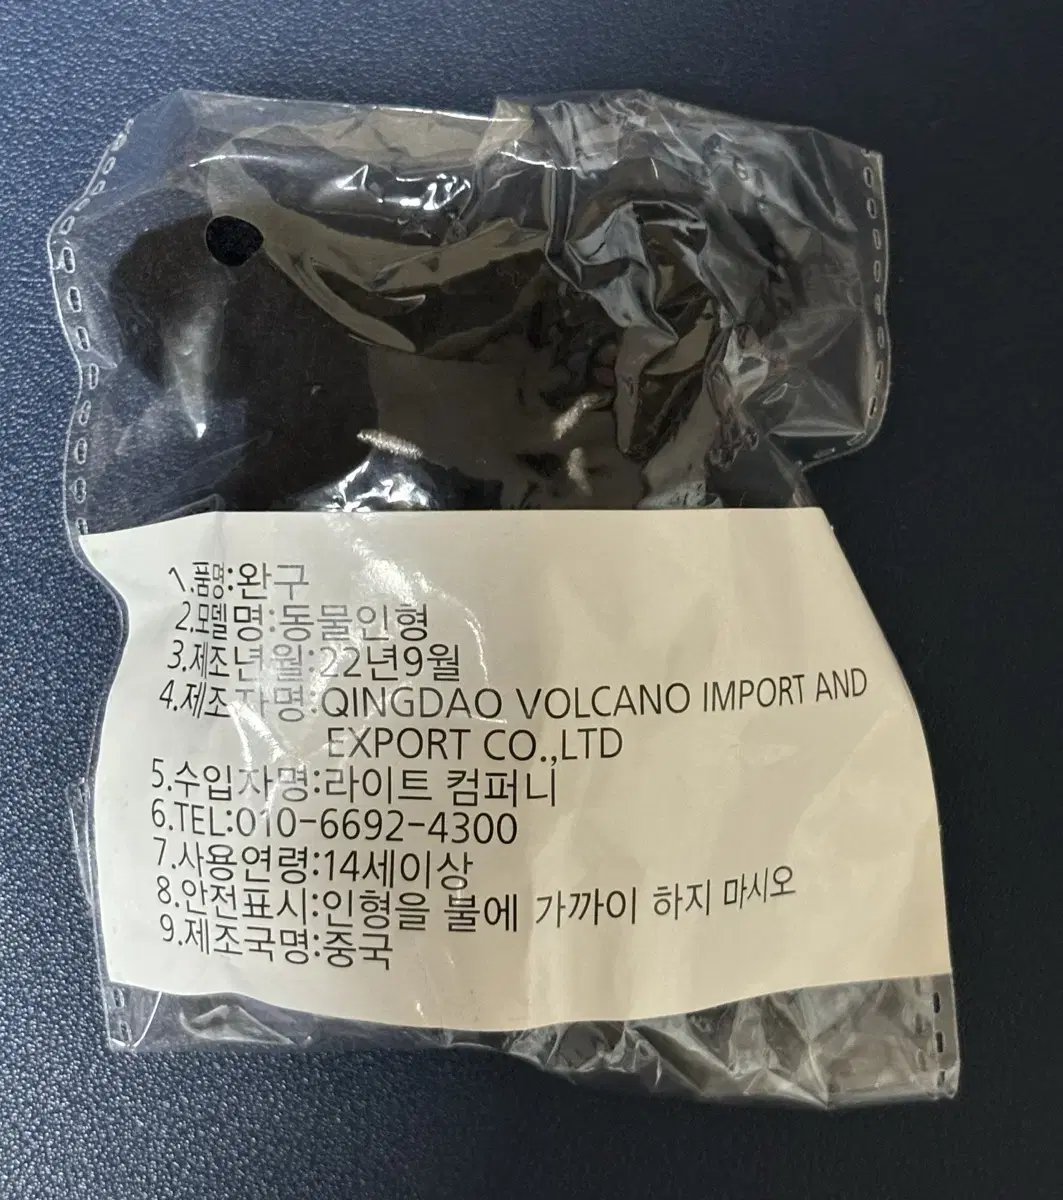 1.품명:완구
2.모델명:동물인형
3.제조년월:22년9월
4.제조자명:QINGDAO VOLCANO IMPORT AND
EXPORT CO.,LTD
5.수입자명:라이트 컴퍼니
6.TEL:010-6692-4300
7.사용연령:14세이상
8.안전표시:인형을 불에 가까이 하지 마시오
9.제조국명:중국